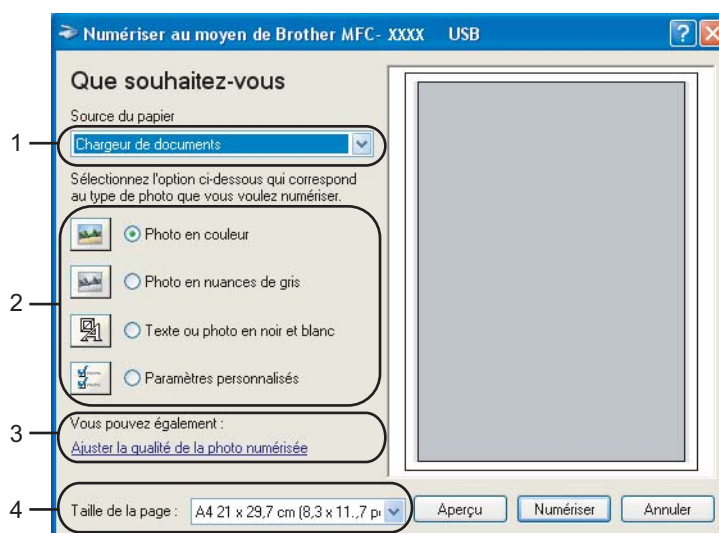 Numériser au moyen de Brother MFC- XXXX USB
Que souhaitez-vous
Source du papier
1
Chargeur de documents
Sélectionnez l'option ci-dessous qui correspond
au type de photo que vous voulez numériser.
2
Photo en couleur
Photo en nuances de gris
Texte ou photo en noir et blanc
Paramètres personnalisés
3
Vous pouvez également :
Ajuster la qualité de la photo numérisée
4
Taille de la page :
A4 21 x 29,7 cm (8,3 x 11.,7 p
Aperçu
Numériser
Annuler